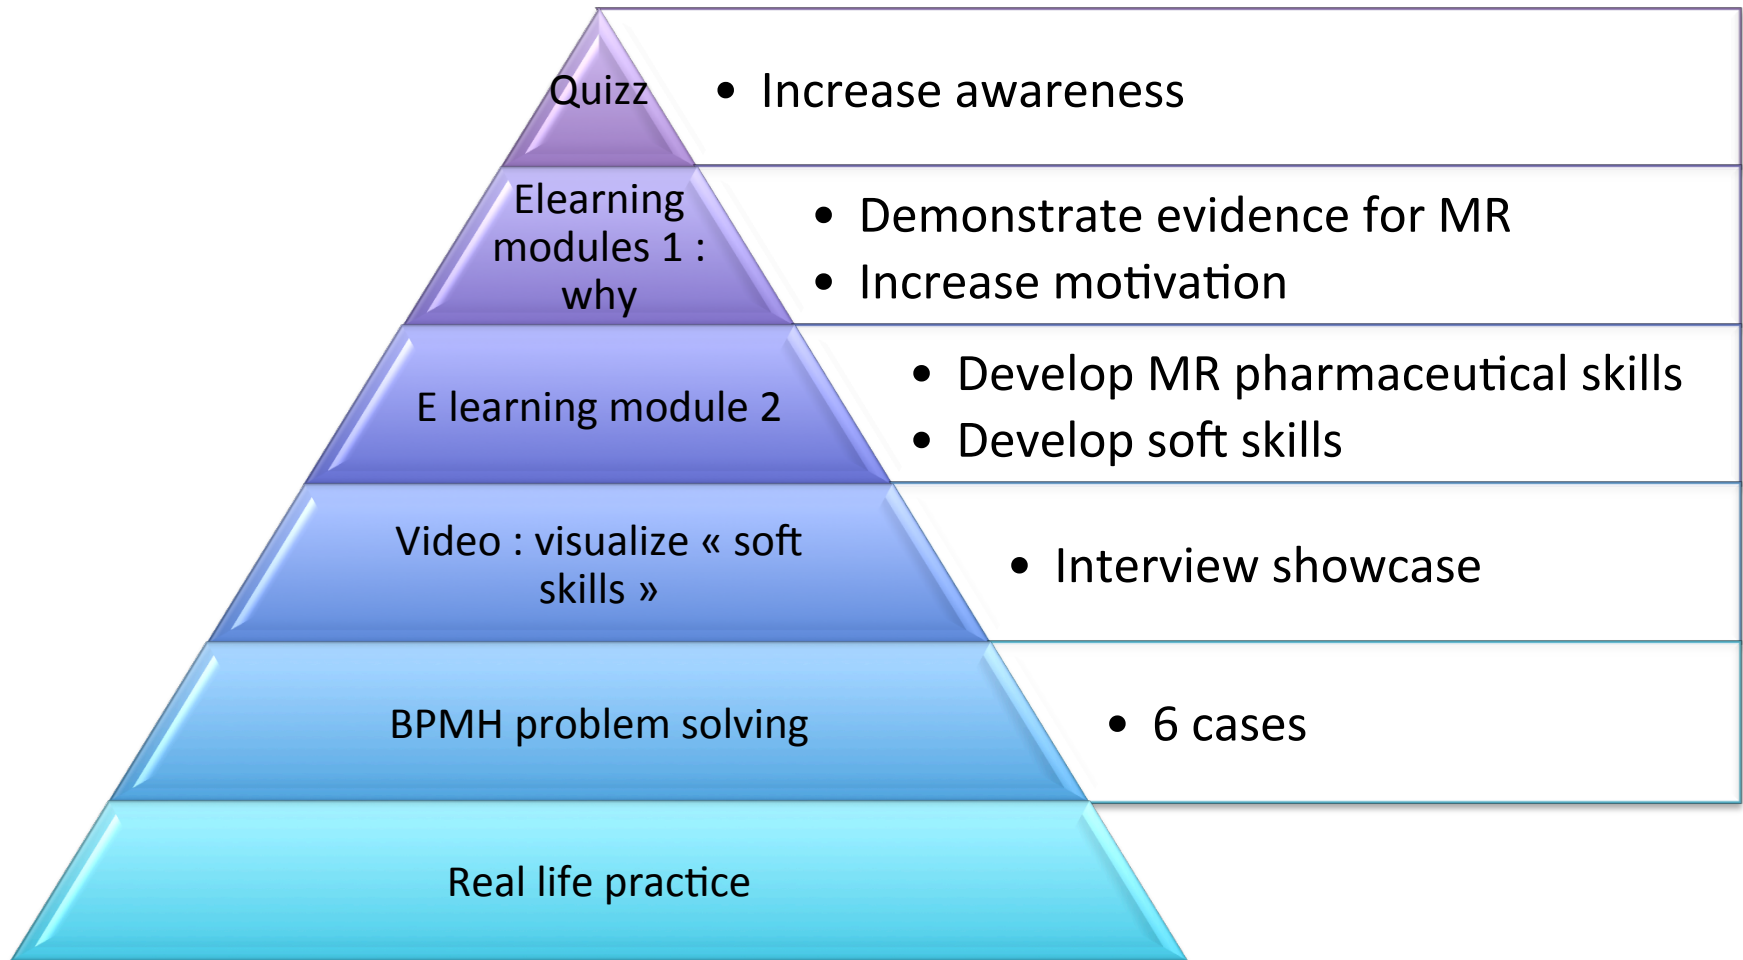 Quizz
• Increase awareness
Elearning
modules 1 :
why
• Demonstrate evidence for MR
• Increase motivation
E learning module 2
• Develop MR pharmaceutical skills
• Develop soft skills
Video : visualize « soft
skills »
• Interview showcase
BPMH problem solving
• 6 cases
Real life practice